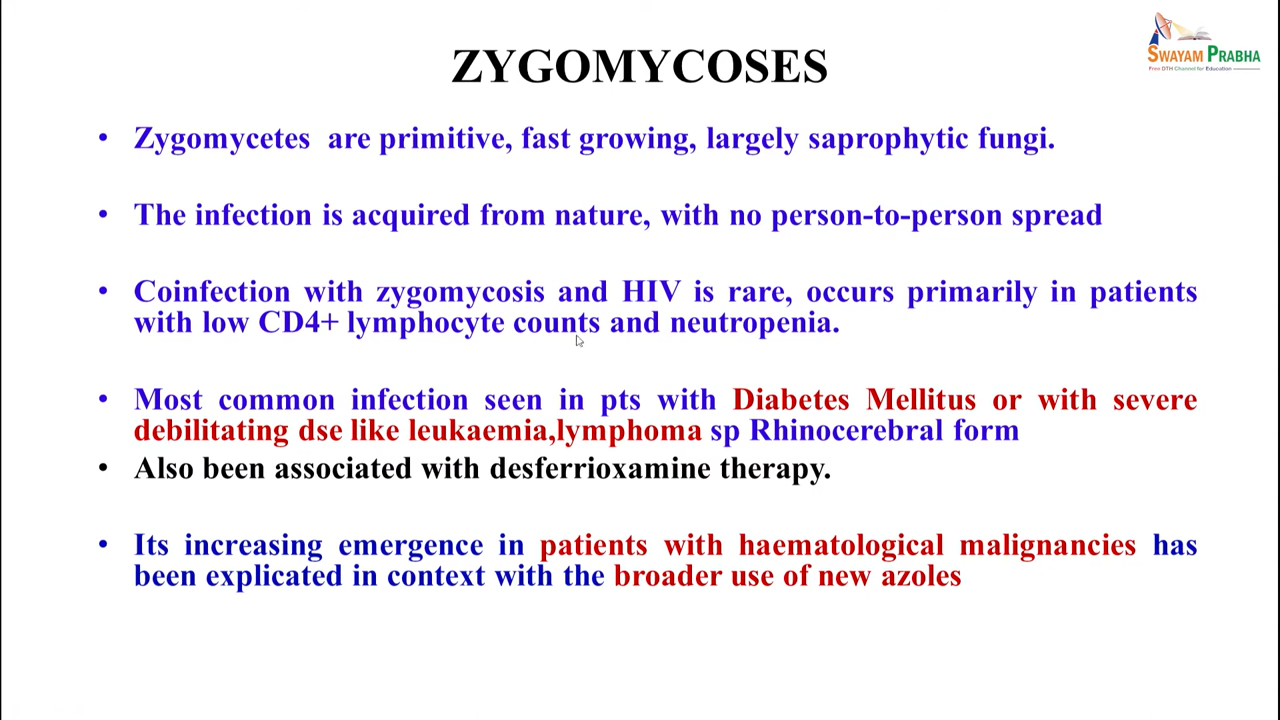 ZYGOMYCOSES
SWAYAM PRABHA
Free DTH Channel for Education
• Zygomycetes are primitive, fast growing, largely saprophytic fungi.
• The infection is acquired from nature, with no person-to-person spread
• Coinfection with zygomycosis and HIV is rare, occurs primarily in patients
with low CD4+ lymphocyte counts and neutropenia.
• Most common infection seen in pts with Diabetes Mellitus or with severe
debilitating dse like leukaemia,lymphoma sp Rhinocerebral form
• Also been associated with desferrioxamine therapy.
• Its increasing emergence in patients with haematological malignancies has
been explicated in context with the broader use of new azoles